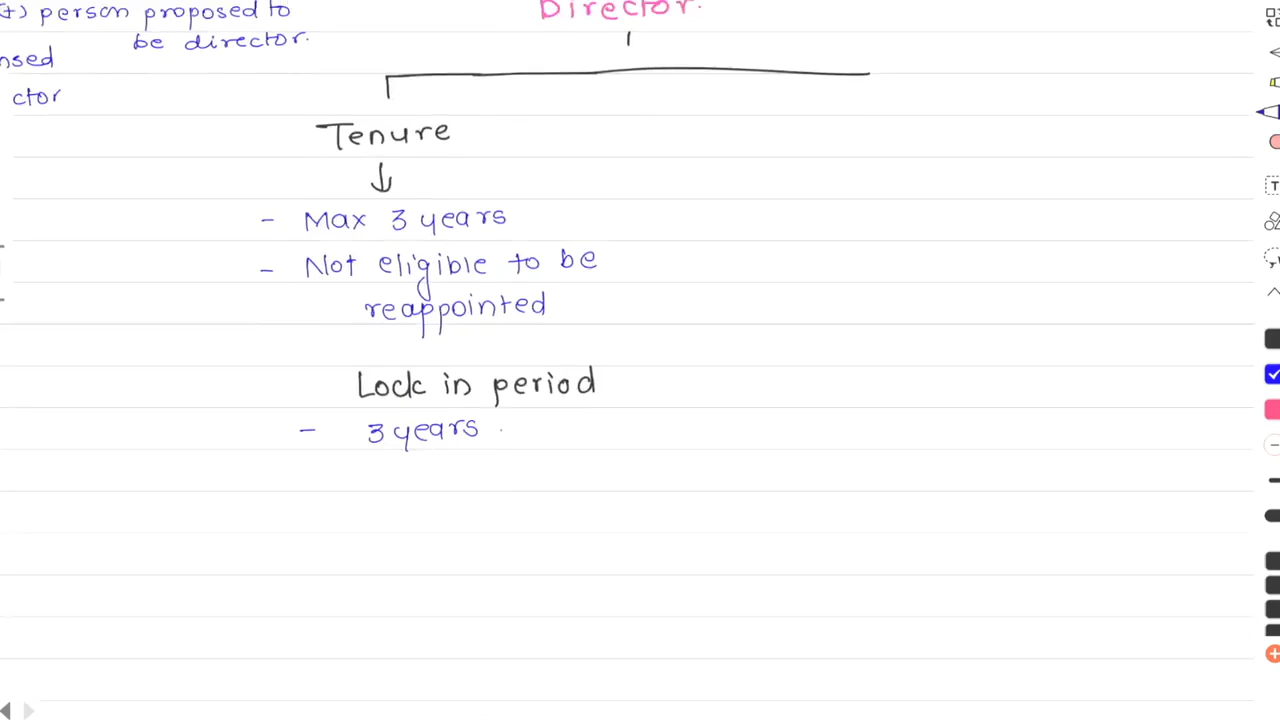 (+) person proposed to
be director.
ctor
Director.
Tenure
- Max 3 years
- Not eligible to be
reappointed
Lock in period
- 3 years